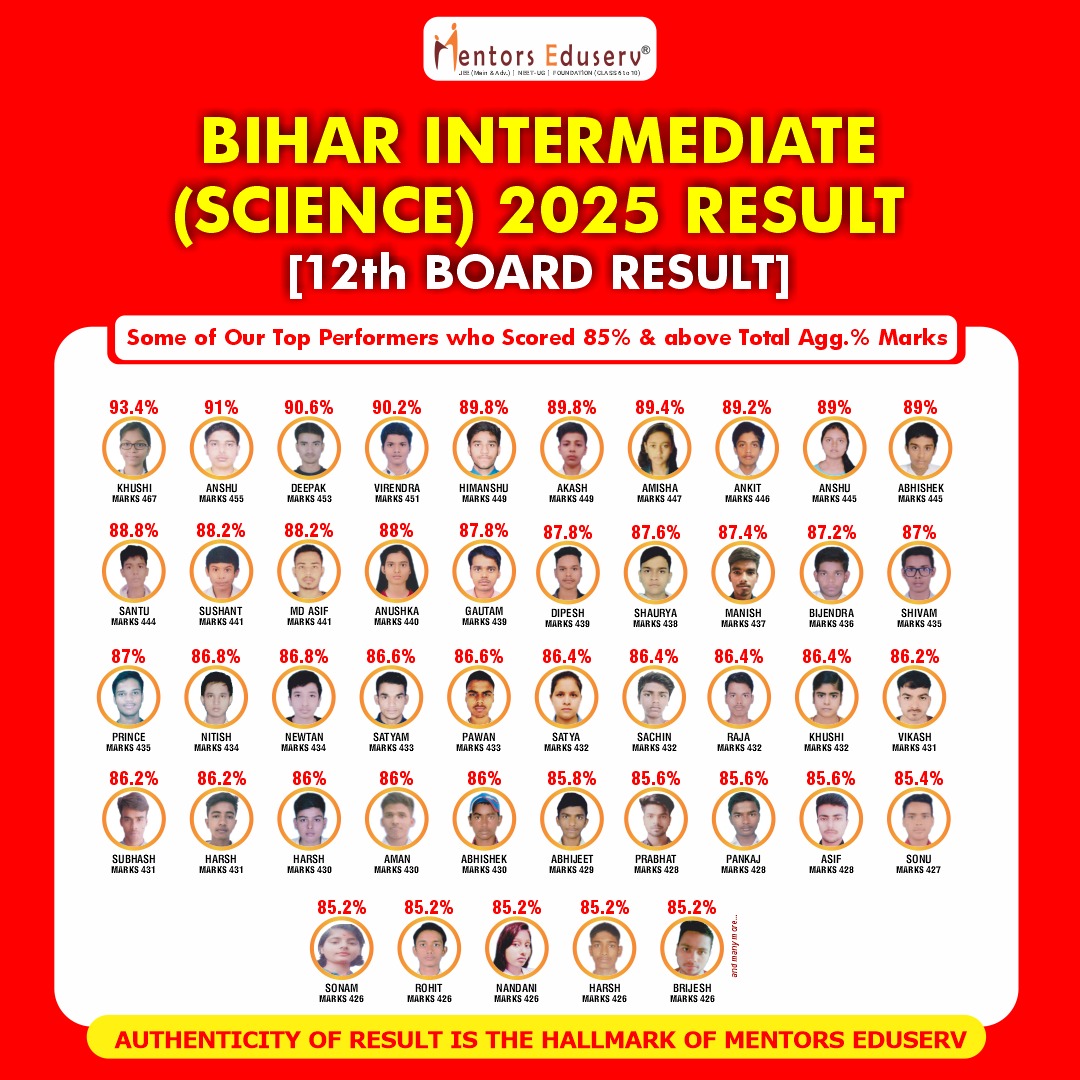 Mentors Eduserv®
JEE (Main & Adv.) | NEET-UG | FOUNDATION (CLASS 6 to 10)
BIHAR INTERMEDIATE
(SCIENCE) 2025 RESULT
[12th BOARD RESULT]
Some of Our Top Performers who Scored 85% & above Total Agg.% Marks
93.4% 91% 90.6% 90.2% 89.8% 89.8% 89.4% 89.2% 89% 89%
KHUSHI ANSHU DEEPAK VIRENDRA HIMANSHU AKASH AMISHA ANKIT ANSHU ABHISHEK
MARKS 467 MARKS 455 MARKS 453 MARKS 451 MARKS 449 MARKS 449 MARKS 447 MARKS 446 MARKS 445 MARKS 445
88.8% 88.2% 88.2% 88% 87.8% 87.8% 87.6% 87.4% 87.2% 87%
SANTU SUSHANT MD ASIF ANUSHKA GAUTAM DIPESH SHAURYA MANISH BIJENDRA SHIVAM
MARKS 444 MARKS 441 MARKS 441 MARKS 440 MARKS 439 MARKS 439 MARKS 438 MARKS 437 MARKS 436 MARKS 435
87% 86.8% 86.8% 86.6% 86.6% 86.4% 86.4% 86.4% 86.4% 86.2%
PRINCE NITISH NEWTAN SATYAM PAWAN SATYA SACHIN RAJA KHUSHI VIKASH
MARKS 435 MARKS 434 MARKS 434 MARKS 433 MARKS 433 MARKS 432 MARKS 432 MARKS 432 MARKS 432 MARKS 431
86.2% 86.2% 86% 86% 86% 85.8% 85.6% 85.6% 85.6% 85.4%
SUBHASH HARSH HARSH AMAN ABHISHEK ABHIJEET PRABHAT PANKAJ ASIF SONU
MARKS 431 MARKS 431 MARKS 430 MARKS 430 MARKS 430 MARKS 429 MARKS 428 MARKS 428 MARKS 428 MARKS 427
85.2% 85.2% 85.2% 85.2% 85.2%
SONAM ROHIT NANDANI HARSH BRIJESH
MARKS 426 MARKS 426 MARKS 426 MARKS 426 MARKS 426
and many more...
AUTHENTICITY OF RESULT IS THE HALLMARK OF MENTORS EDUSERV